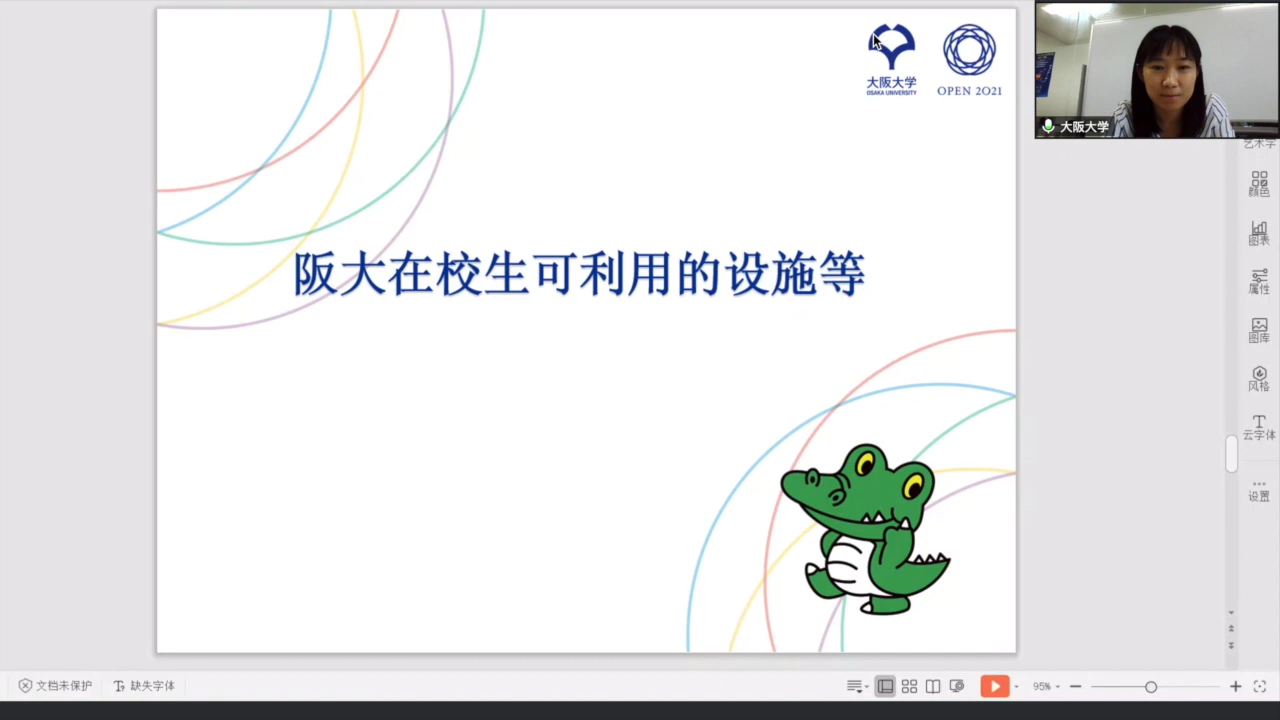 大阪大学
OSAKA UNIVERSITY
OPEN 2O21
阪大在校生可利用的设施等
大阪大学
艺术字
颜色
图表
属性
图库
风格
云字体
设置
文档未保护
缺失字体
95%